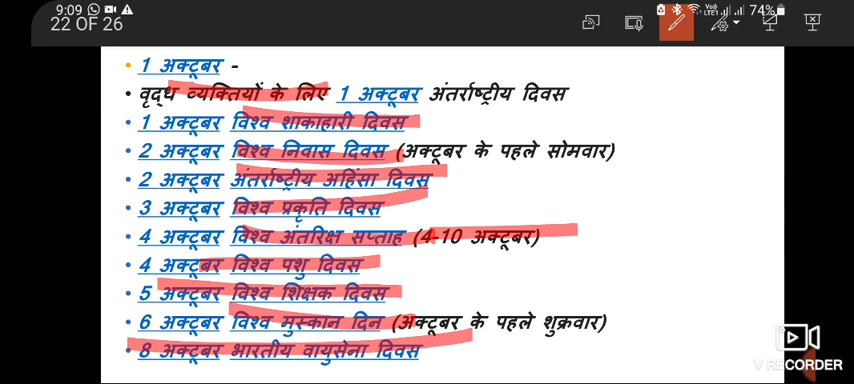 9:09 74%
22 OF 26
• 1 अक्टूबर -
• वृद्ध व्यक्तियों के लिए 1 अक्टूबर अंतर्राष्ट्रीय दिवस
• 1 अक्टूबर विश्व शाकाहारी दिवस
• 2 अक्टूबर विश्व निवास दिवस (अक्टूबर के पहले सोमवार)
• 2 अक्टूबर अंतर्राष्ट्रीय अहिंसा दिवस
• 3 अक्टूबर विश्व प्रकृति दिवस
• 4 अक्टूबर विश्व अंतरिक्ष सप्ताह (4-10 अक्टूबर)
• 4 अक्टूबर विश्व पशु दिवस
• 5 अक्टूबर विश्व शिक्षक दिवस
• 6 अक्टूबर विश्व मुस्कान दिन (अक्टूबर के पहले शुक्रवार)
• 8 अक्टूबर भारतीय वायुसेना दिवस
V RECORDER